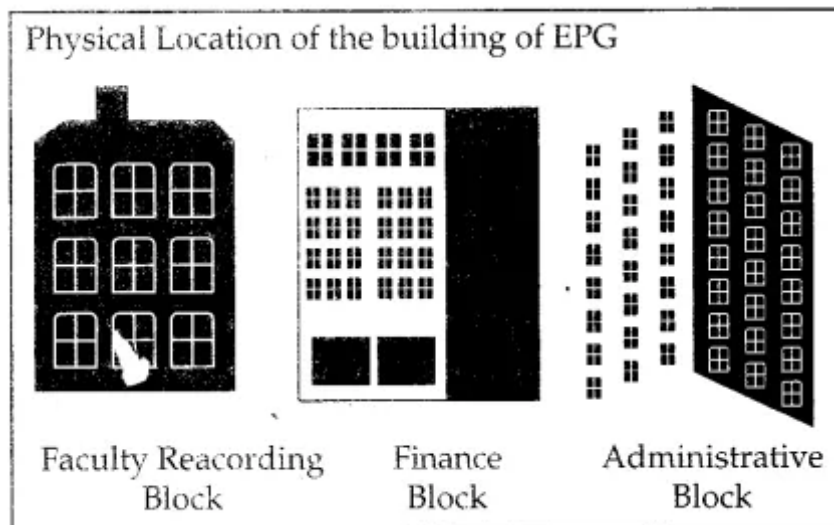 Physical Location of the building of EPG
Faculty Reacording
Block
Finance
Block
Administrative
Block